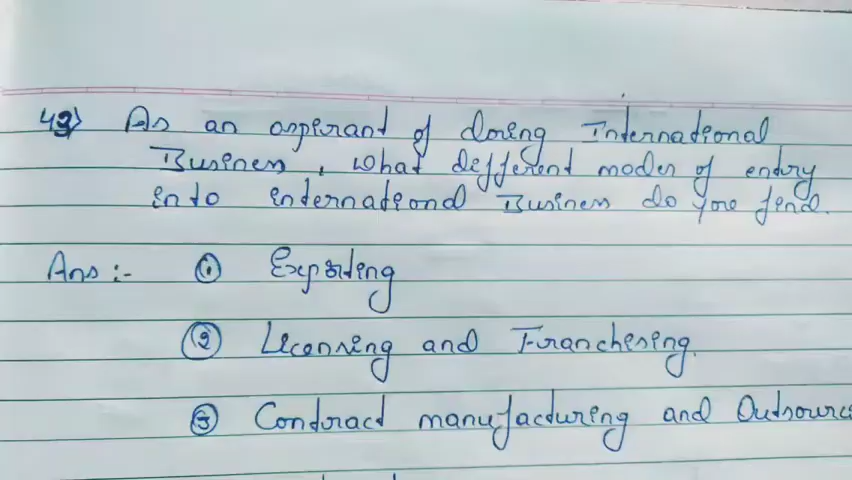 43) As an aspirant of doing International
Business, what different modes of entry
into international Business do you find.
Ans :- ① Exporting
② Licensing and Franchising.
③ Contract manufacturing and